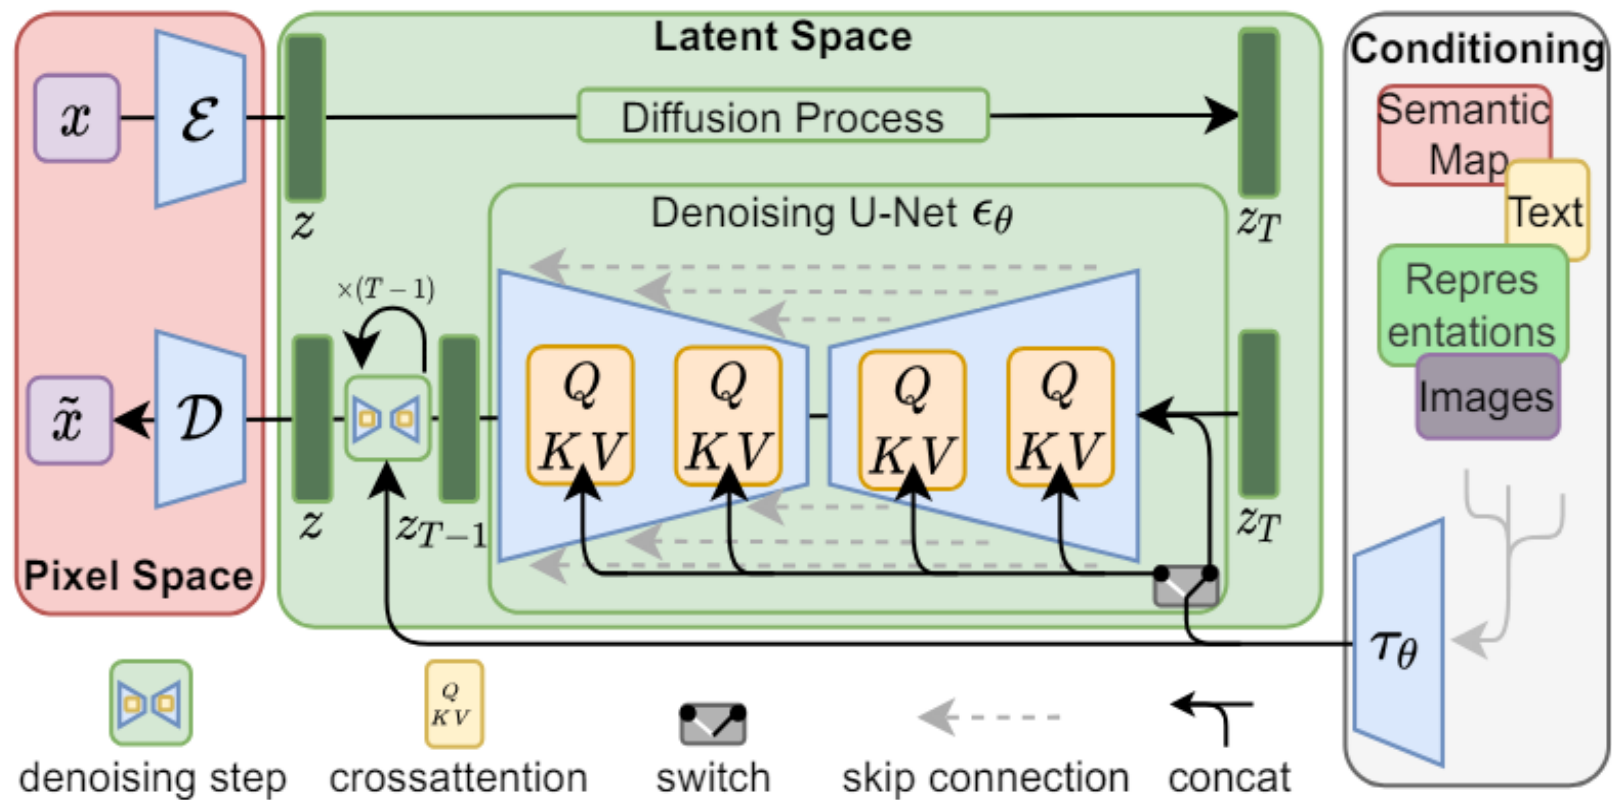 Latent Space
Conditioning
x
ℰ
Diffusion Process
Semantic
Map
z
z_T
Text
Denoising U-Net ϵ_θ
Repres
entations
×(T − 1)
Images
x̃
𝒟
Q
KV
Q
KV
Q
KV
Q
KV
z
z_{T−1}
z_T
Pixel Space
τ_θ
Q
KV
denoising step
crossattention
switch
skip connection
concat